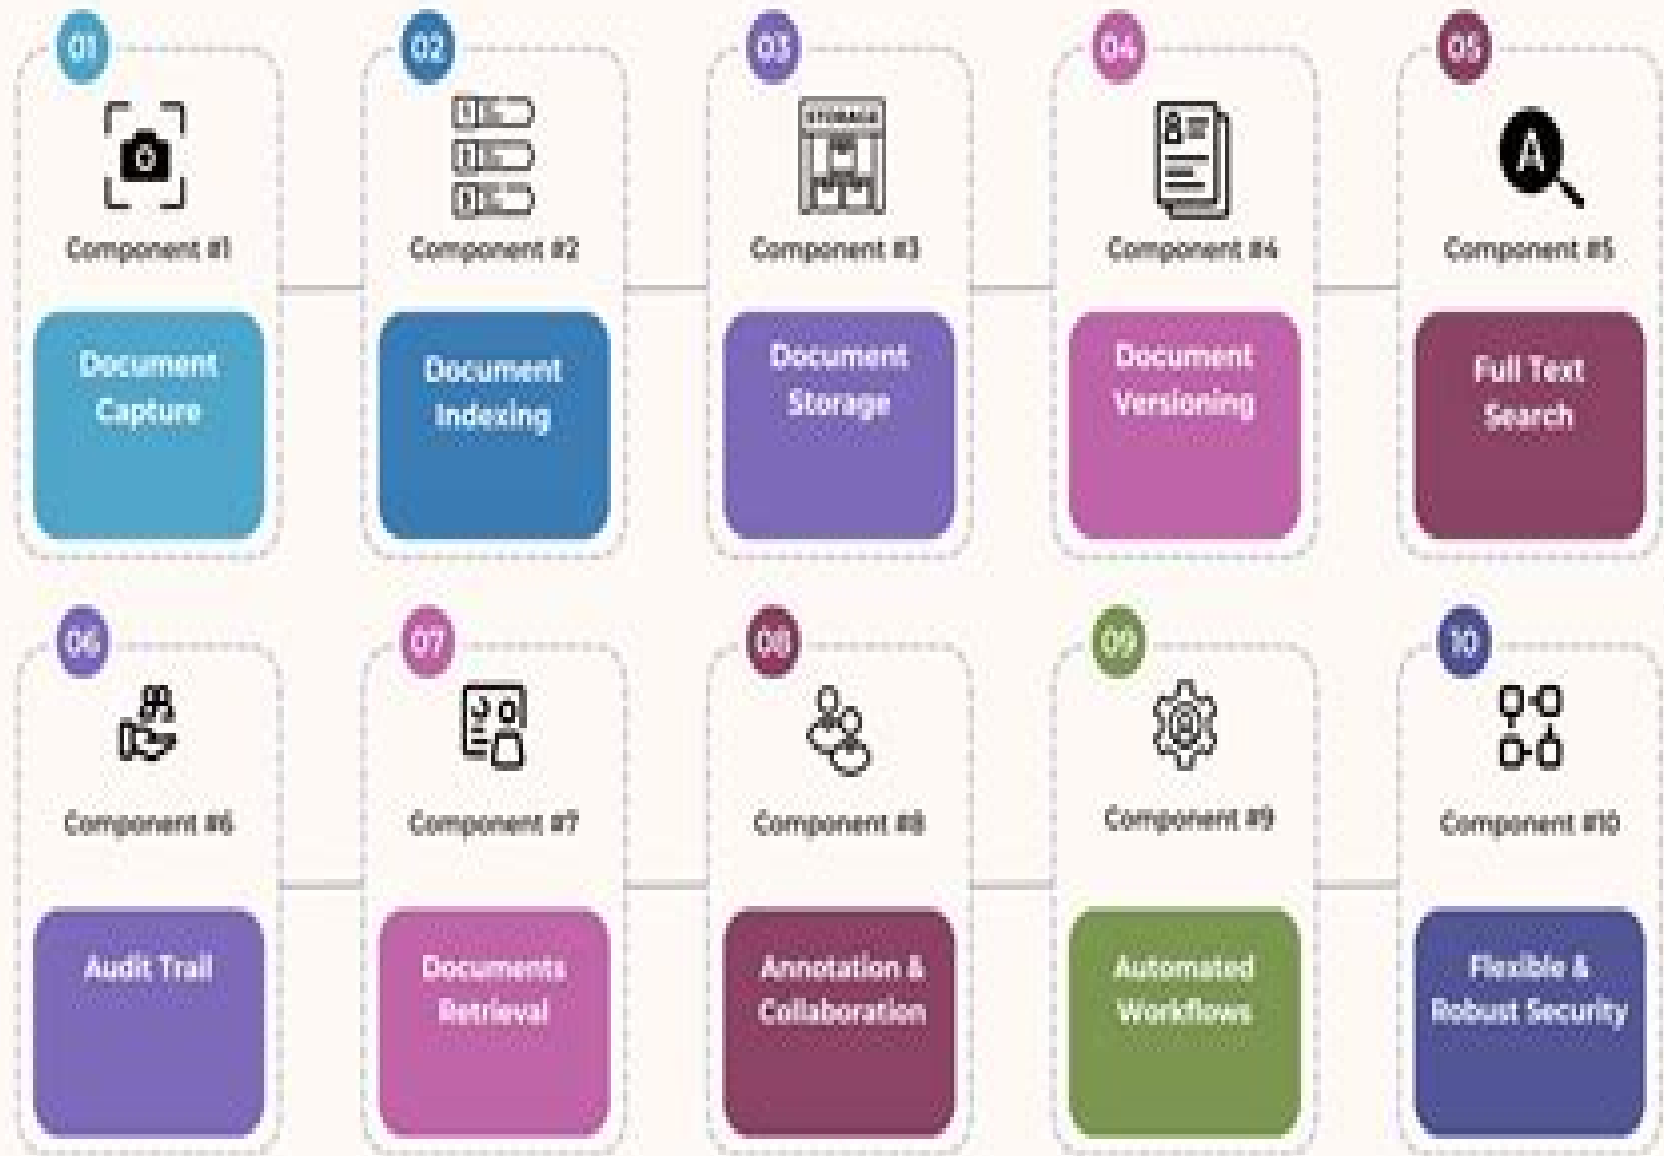 01
02
03
04
05
STORAGE
Component #1
Component #2
Component #3
Component #4
Component #5
Document
Capture
Document
Indexing
Document
Storage
Document
Versioning
Full Text
Search
06
07
08
09
10
Component #6
Component #7
Component #8
Component #9
Component #10
Audit Trail
Documents
Retrieval
Annotation &
Collaboration
Automated
Workflows
Flexible &
Robust Security